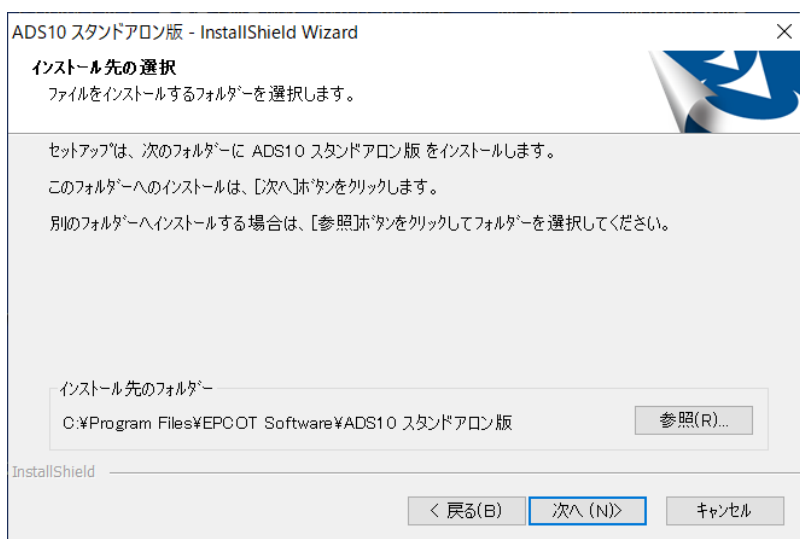 ADS10 スタンドアロン版 - InstallShield Wizard
インストール先の選択
ファイルをインストールするフォルダーを選択します。
セットアップは、次のフォルダーに ADS10 スタンドアロン版 をインストールします。
このフォルダーへのインストールは、[次へ]ボタンをクリックします。
別のフォルダーへインストールする場合は、[参照]ボタンをクリックしてフォルダーを選択してください。
インストール先のフォルダー
C:¥Program Files¥EPCOT Software¥ADS10 スタンドアロン版
参照(R)...
InstallShield
< 戻る(B)
次へ (N)>
キャンセル